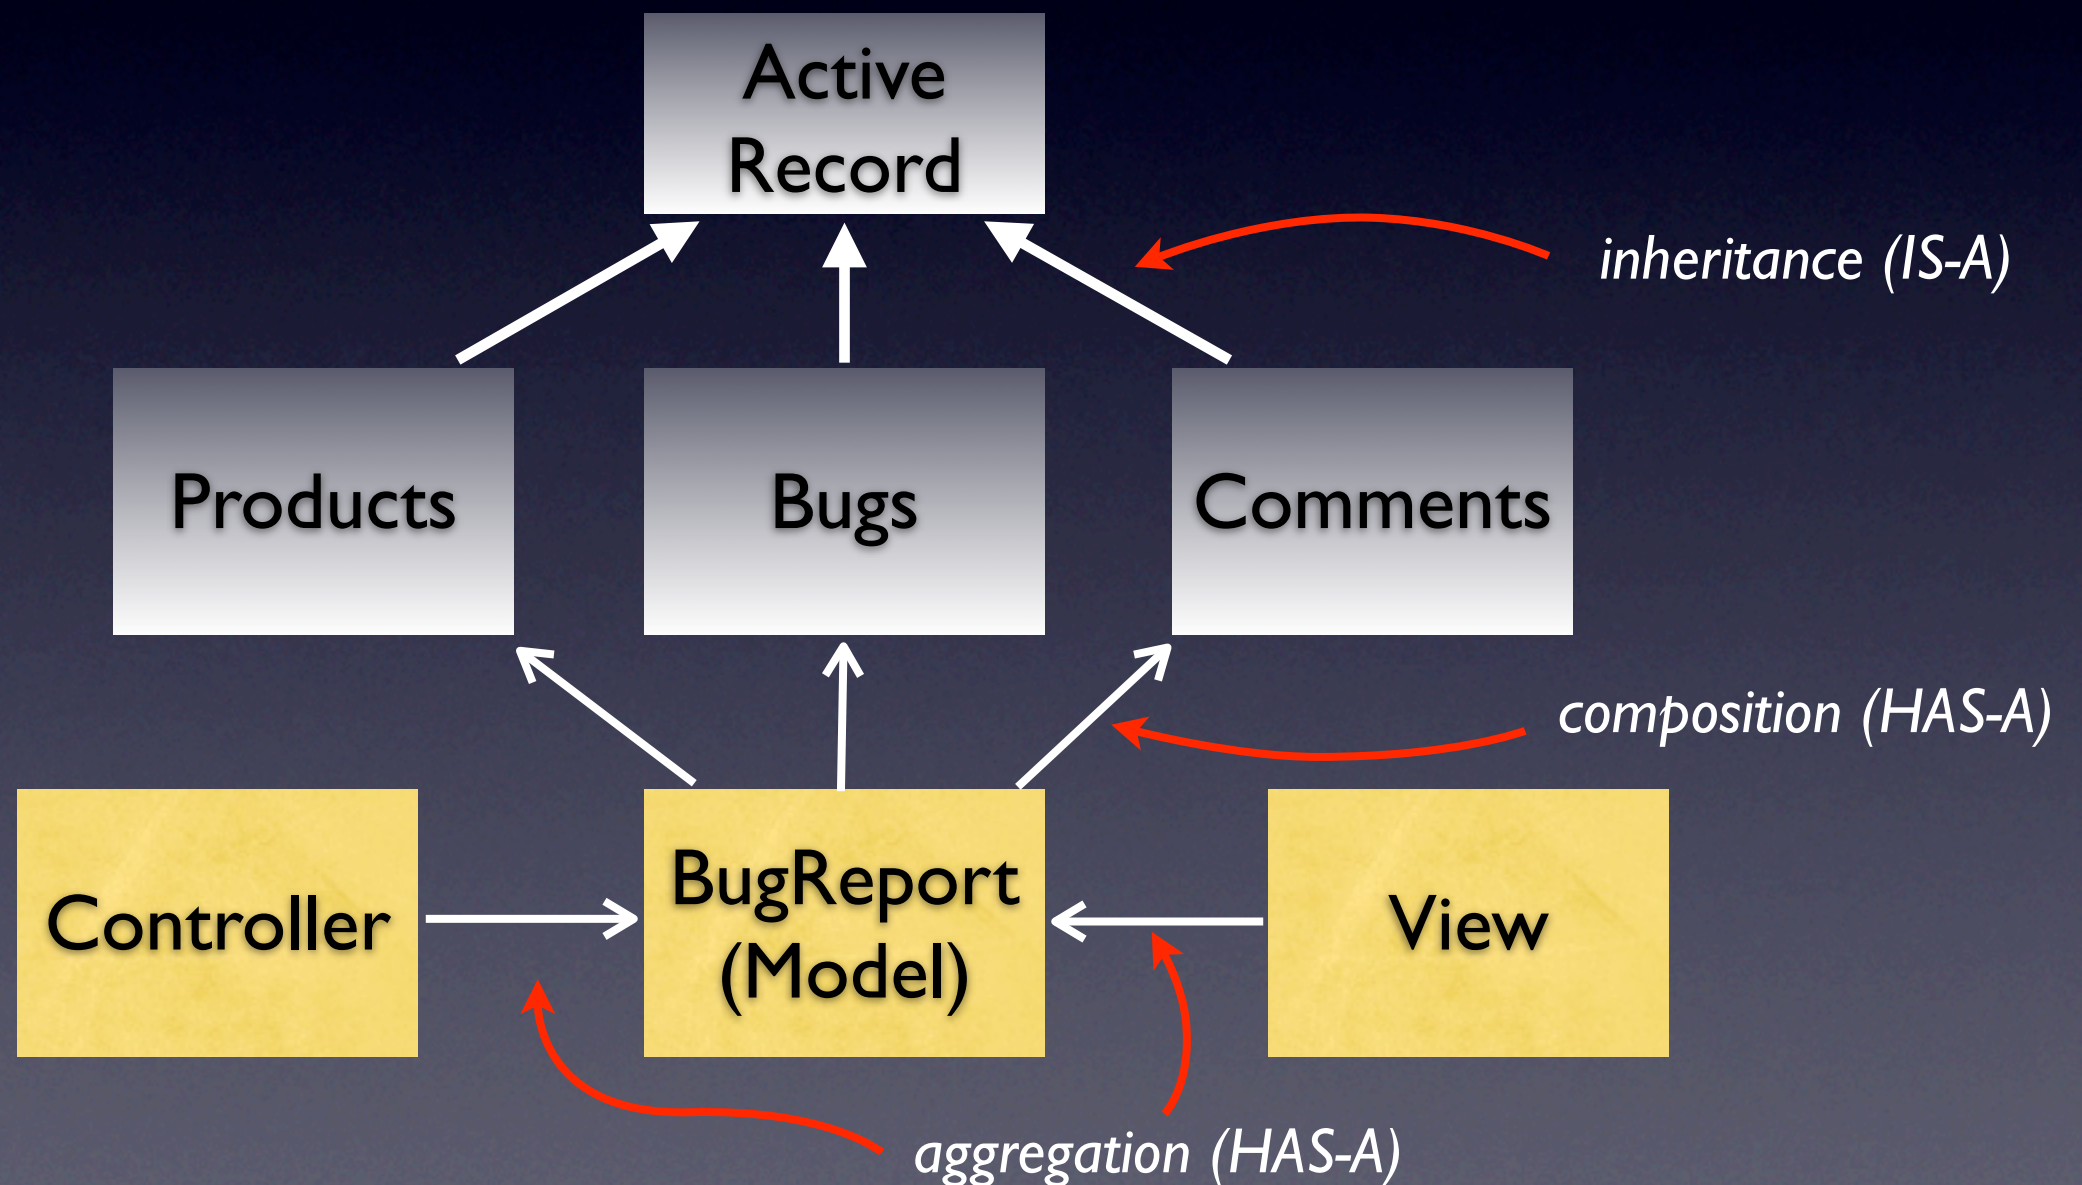 Active
Record
inheritance (IS-A)
Products
Bugs
Comments
composition (HAS-A)
Controller
BugReport
(Model)
View
aggregation (HAS-A)